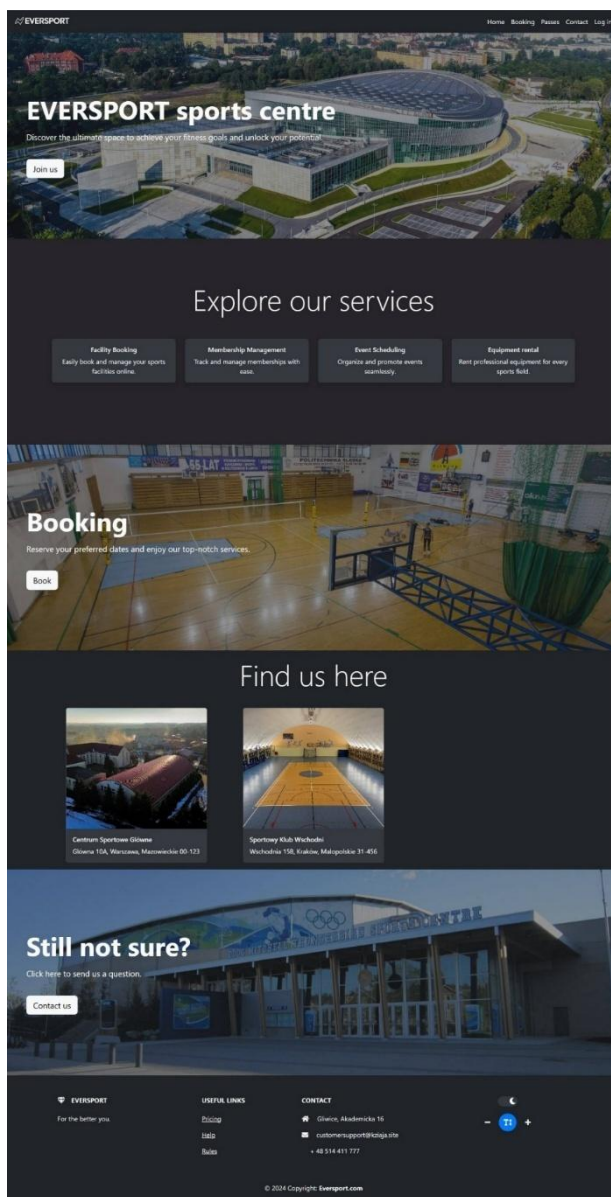 EVERSPORT
Home Booking Passes Contact Log in
EVERSPORT sports centre
Discover the ultimate space to achieve your fitness goals and unlock your potential.
Join us
Explore our services
Facility Booking
Easily book and manage your sports
facilities online.
Membership Management
Track and manage memberships with
ease.
Event Scheduling
Organize and promote events
seamlessly.
Equipment rental
Rent professional equipment for every
sports field.
65 LAT
POLITECHNIKA
Booking
Reserve your preferred dates and enjoy our top-notch services.
Book
Find us here
Centrum Sportowe Główne
Główna 10A, Warszawa, Mazowieckie 00-123
Sportowy Klub Wschodni
Wschodnia 15B, Kraków, Małopolskie 31-456
Still not sure?
Click here to send us a question.
Contact us
EVERSPORT
For the better you.
USEFUL LINKS
Pricing
Help
Rules
CONTACT
Gliwice, Akademicka 16
customersupport@kziaja.site
+ 48 514 411 777
− TI +
© 2024 Copyright: Eversport.com